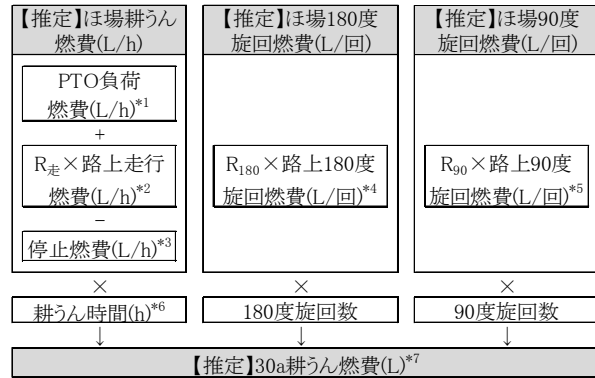 【推定】ほ場耕うん
燃費(L/h)
PTO負荷
燃費(L/h)*1
+
R走×路上走行
燃費(L/h)*2
−
停止燃費(L/h)*3
×
耕うん時間(h)*6
↓
【推定】ほ場180度
旋回燃費(L/回)
R180×路上180度
旋回燃費(L/回)*4
×
180度旋回数
↓
【推定】ほ場90度
旋回燃費(L/回)
R90×路上90度
旋回燃費(L/回)*5
×
90度旋回数
↓
【推定】30a耕うん燃費(L)*7